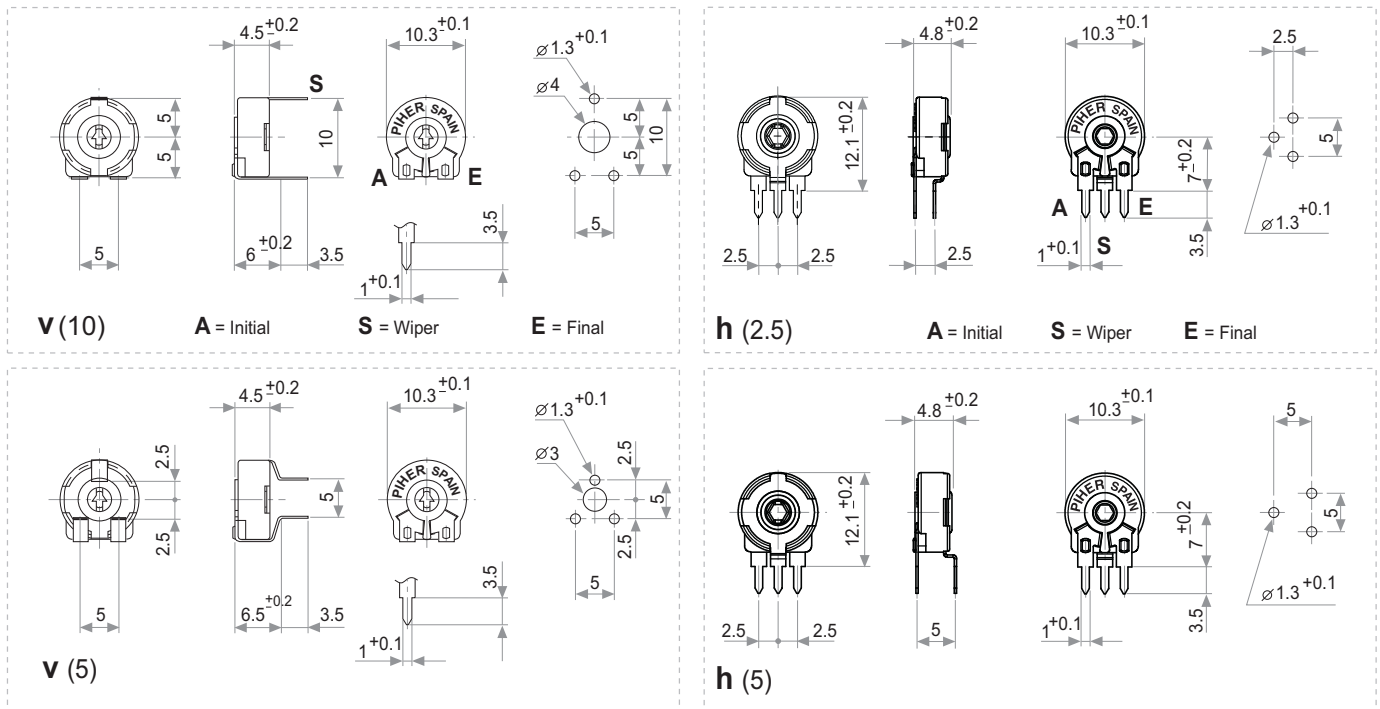 4.5±0.2
10.3±0.1
⌀1.3+0.1
⌀4
S
5
5
10
5
5
10
PIHER SPAIN
A
E
5
6±0.2
3.5
3.5
1+0.1
5
v (10)
A = Initial
S = Wiper
E = Final
4.8±0.2
10.3±0.1
2.5
12.1±0.2
PIHER SPAIN
7±0.2
5
A
E
S
3.5
⌀1.3+0.1
2.5
2.5
2.5
1+0.1
h (2.5)
A = Initial
S = Wiper
E = Final
4.5±0.2
10.3±0.1
⌀1.3+0.1
⌀3
2.5
2.5
5
PIHER SPAIN
2.5
5
2.5
5
6.5±0.2
3.5
3.5
1+0.1
5
v (5)
4.8±0.2
10.3±0.1
5
12.1±0.2
PIHER SPAIN
7±0.2
5
3.5
⌀1.3+0.1
2.5
2.5
5
1+0.1
h (5)